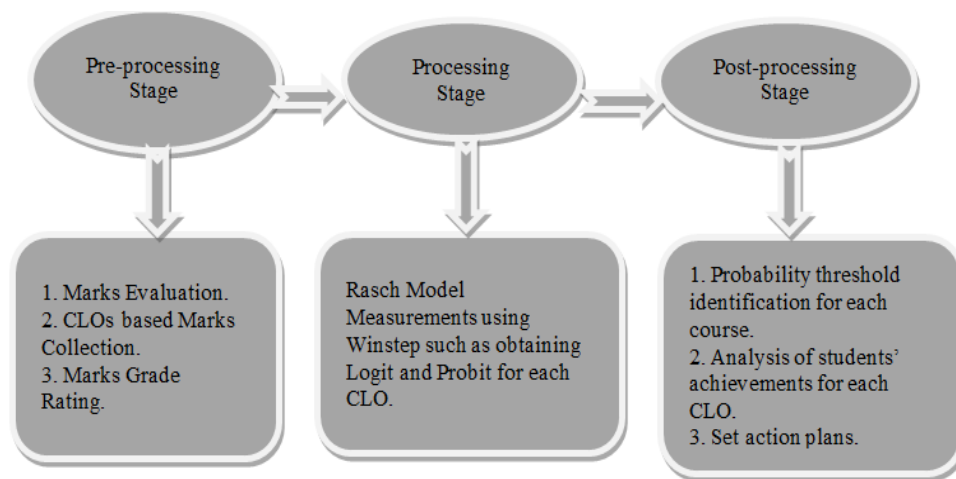 Pre-processing
Stage
Processing
Stage
Post-processing
Stage
1. Marks Evaluation.
2. CLOs based Marks
Collection.
3. Marks Grade
Rating.
Rasch Model
Measurements using
Winstep such as obtaining
Logit and Probit for each
CLO.
1. Probability threshold
identification for each
course.
2. Analysis of students’
achievements for each
CLO.
3. Set action plans.